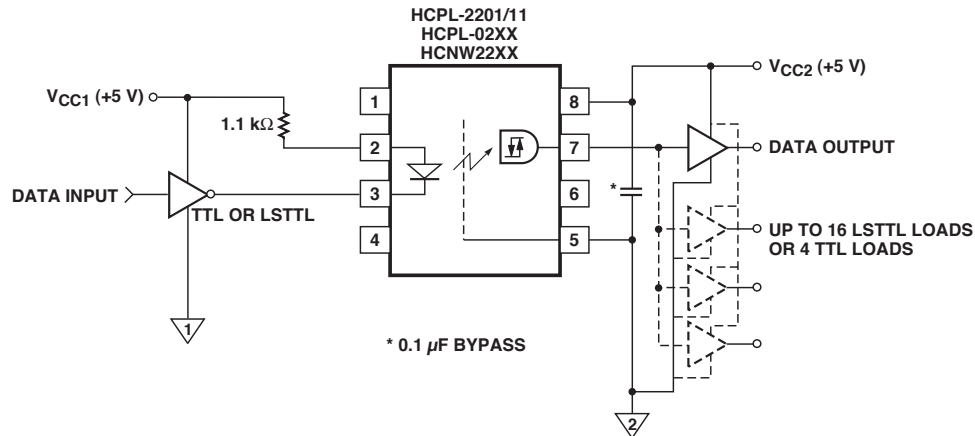 HCPL-2201/11
HCPL-02XX
HCNW22XX
VCC1 (+5 V)
1.1 kΩ
DATA INPUT
TTL OR LSTTL
1
1
2
3
4
8
7
6
5
*
VCC2 (+5 V)
DATA OUTPUT
UP TO 16 LSTTL LOADS
OR 4 TTL LOADS
* 0.1 µF BYPASS
2